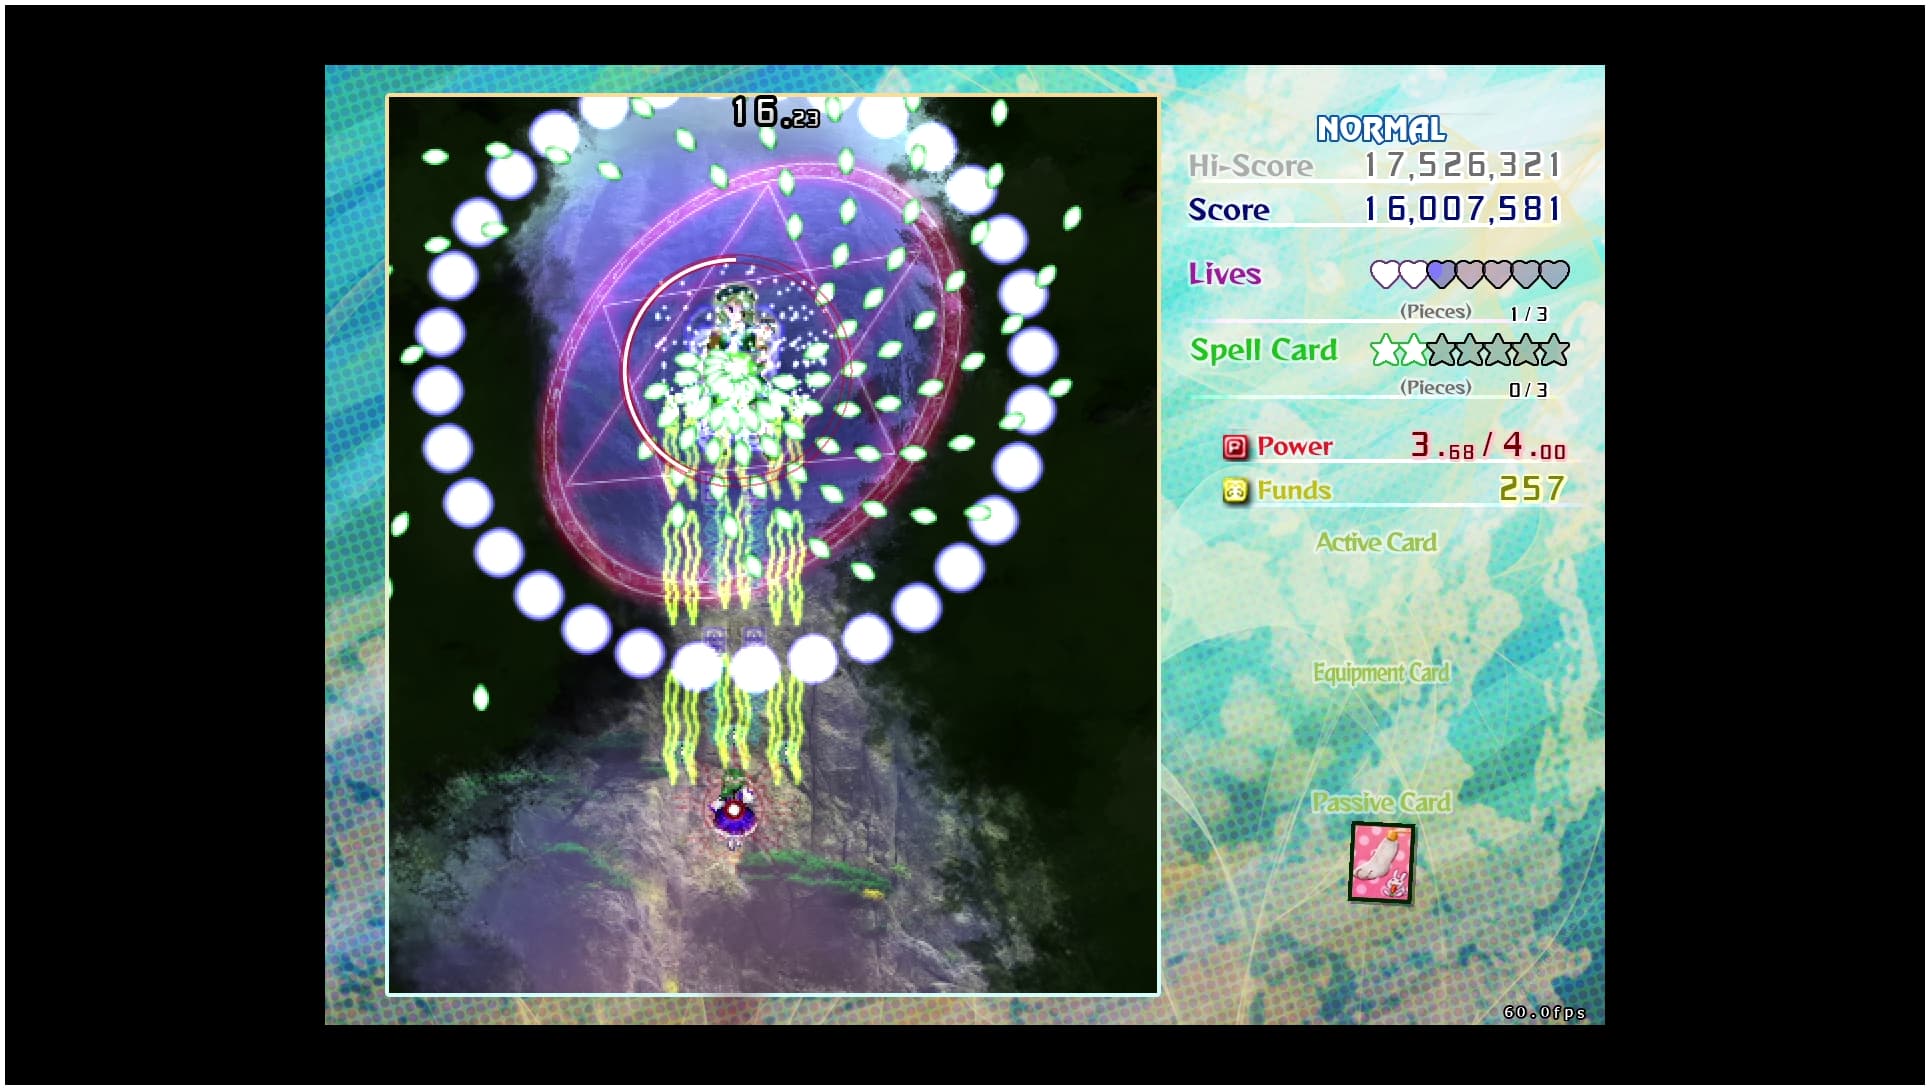 16.23
NORMAL
Hi-Score 17,526,321
Score 16,007,581
Lives
(Pieces) 1/3
Spell Card
(Pieces) 0/3
P Power 3.68/4.00
Funds 257
Active Card
Equipment Card
Passive Card
60.0fps